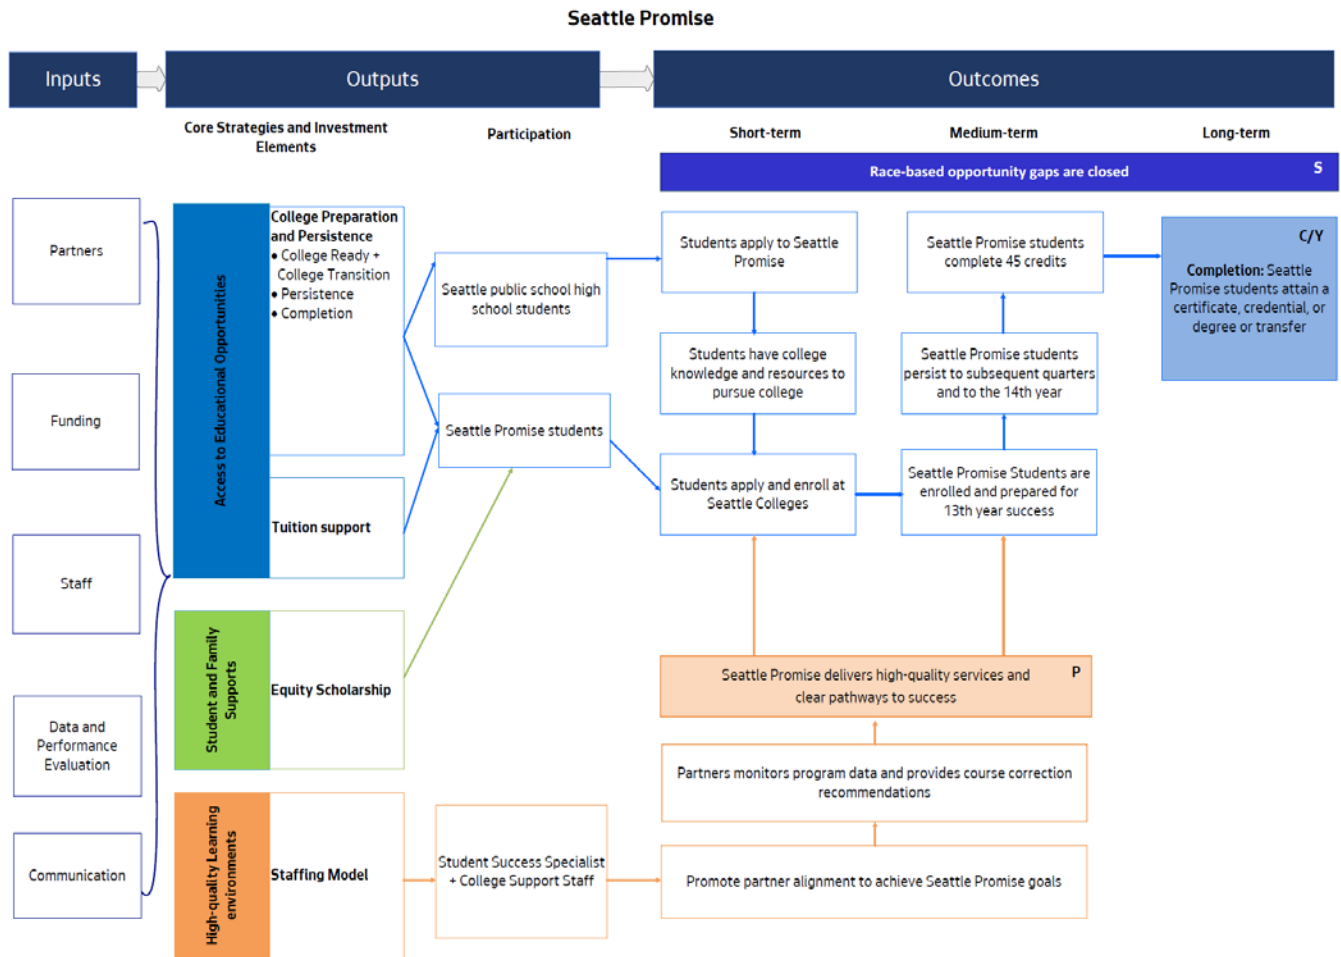 Seattle Promise
Inputs
Outputs
Outcomes
Core Strategies and Investment
Elements
Participation
Short-term
Medium-term
Long-term
Race-based opportunity gaps are closed
S
Partners
Funding
Staff
Data and
Performance
Evaluation
Communication
Access to Educational Opportunities
College Preparation
and Persistence
• College Ready +
College Transition
• Persistence
• Completion
Tuition support
Student and Family
Supports
Equity Scholarship
High-quality Learning
environments
Staffing Model
Seattle public school high
school students
Seattle Promise students
Student Success Specialist
+ College Support Staff
Students apply to Seattle
Promise
Students have college
knowledge and resources to
pursue college
Students apply and enroll at
Seattle Colleges
Seattle Promise students
complete 45 credits
Seattle Promise students
persist to subsequent quarters
and to the 14th year
Seattle Promise Students are
enrolled and prepared for
13th year success
C/Y
Completion: Seattle
Promise students attain a
certificate, credential, or
degree or transfer
Seattle Promise delivers high-quality services and
clear pathways to success
P
Partners monitors program data and provides course correction
recommendations
Promote partner alignment to achieve Seattle Promise goals